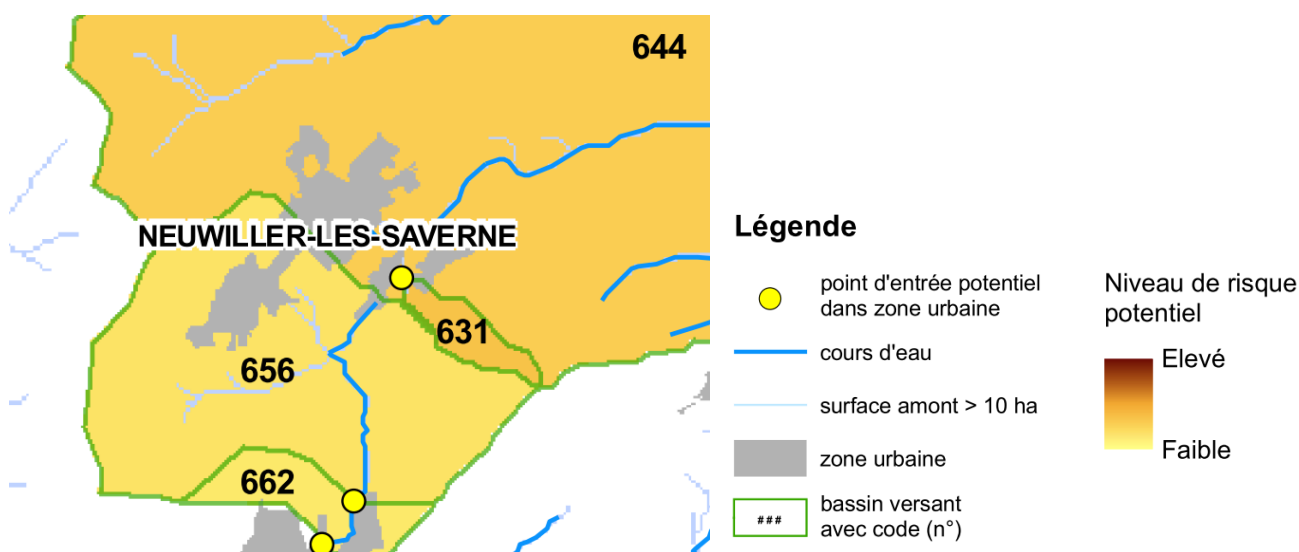 644
NEUWILLER-LES-SAVERNE
631
656
662
Légende
point d'entrée potentiel
dans zone urbaine
cours d'eau
surface amont > 10 ha
zone urbaine
###
bassin versant
avec code (n°)
Niveau de risque
potentiel
Elevé
Faible